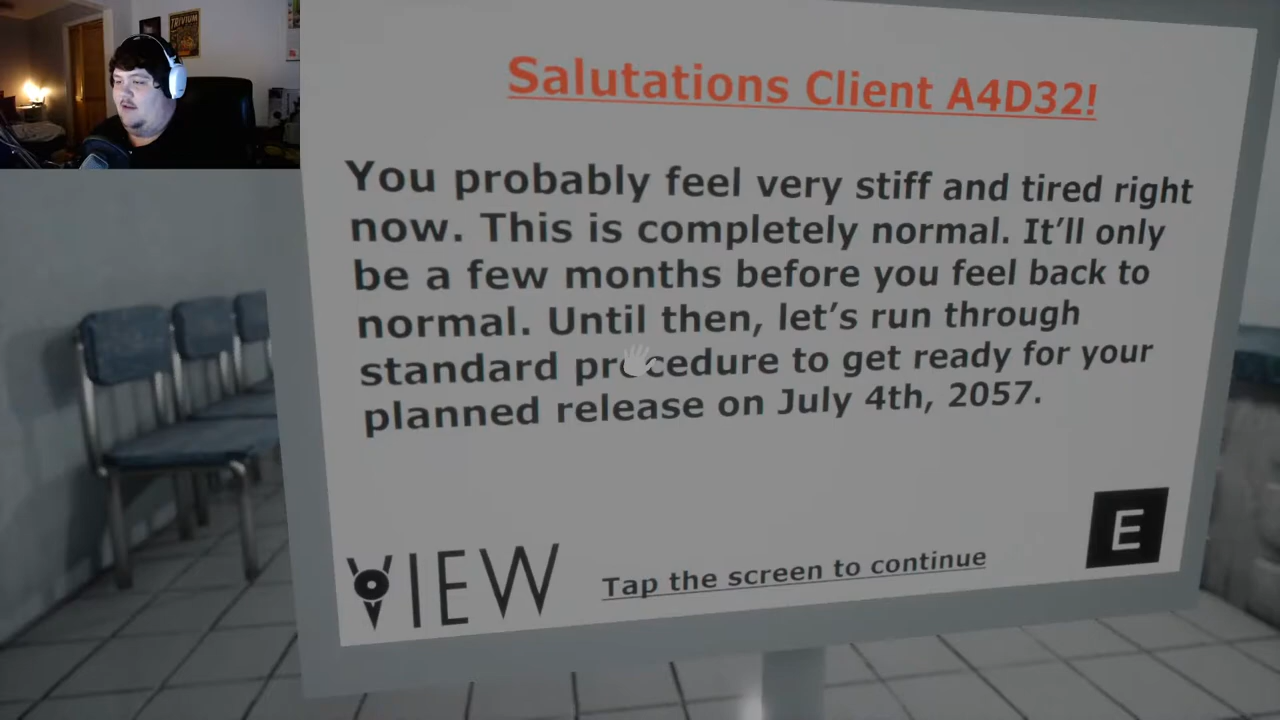 TRIVIUM
Salutations Client A4D32!
You probably feel very stiff and tired right
now. This is completely normal. It’ll only
be a few months before you feel back to
normal. Until then, let’s run through
standard procedure to get ready for your
planned release on July 4th, 2057.
VIEW
Tap the screen to continue
E